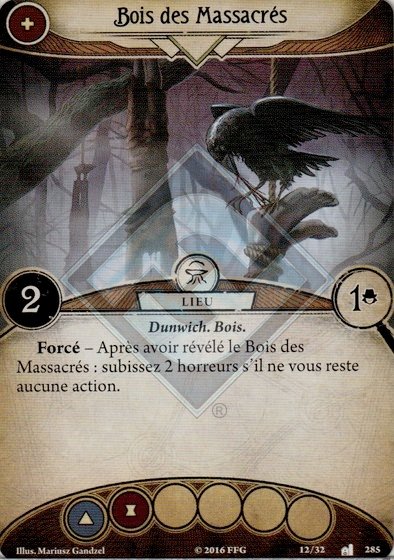 Bois des Massacrés
2
LIEU
1
Dunwich. Bois.
Forcé – Après avoir révélé le Bois des
Massacrés : subissez 2 horreurs s'il ne vous reste
aucune action.
®
Illus. Mariusz Gandzel © 2016 FFG 12/32 285